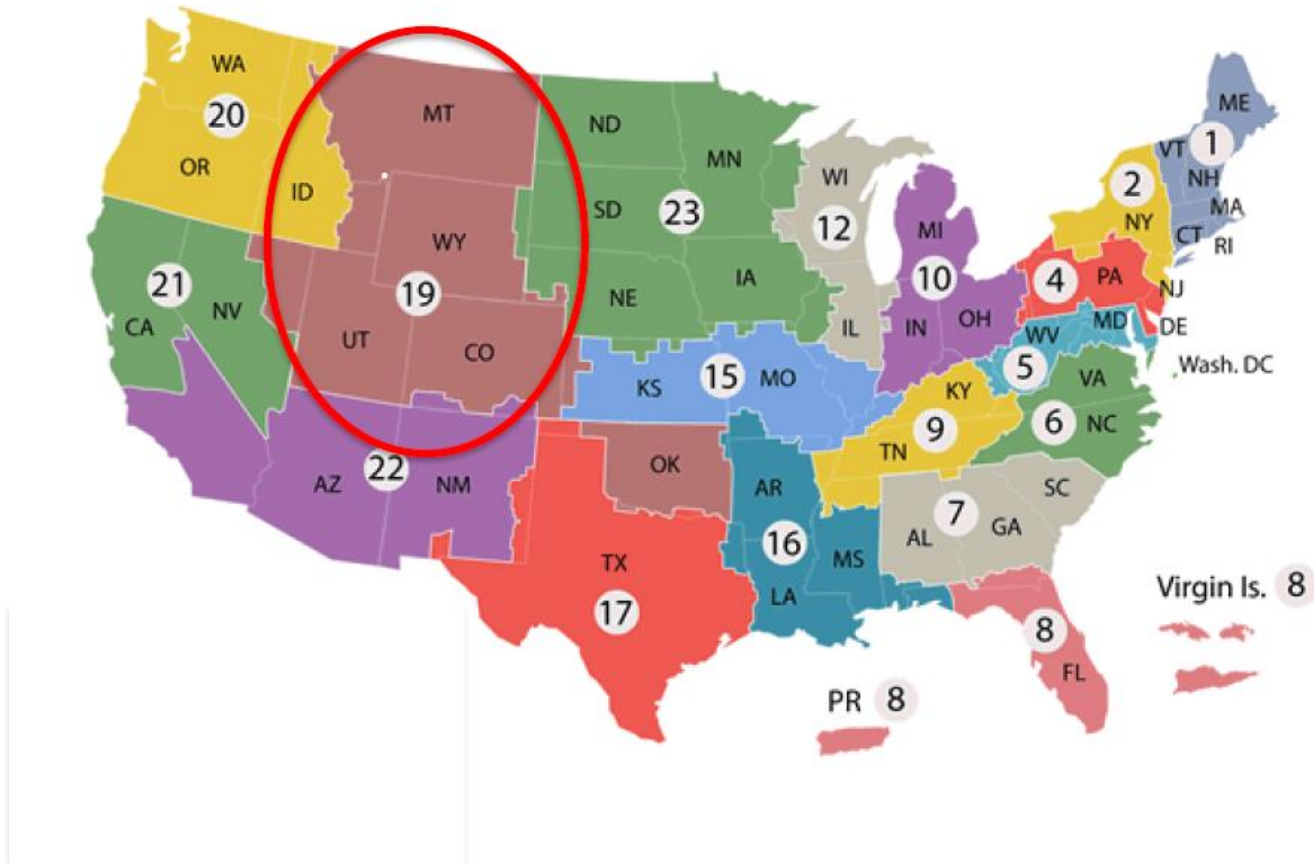 WA
20
OR
ID
MT
WY
19
UT
CO
21
CA
NV
22
AZ
NM
ND
MN
SD
23
NE
IA
WI
12
IL
MI
10
IN
OH
KS
15
MO
OK
TX
17
AR
16
LA
MS
KY
9
TN
7
AL
GA
SC
8
FL
6
VA
NC
5
WV
MD
4
PA
2
NY
NJ
DE
Wash. DC
ME
1
VT
NH
MA
CT
RI
Virgin Is. 8
PR 8